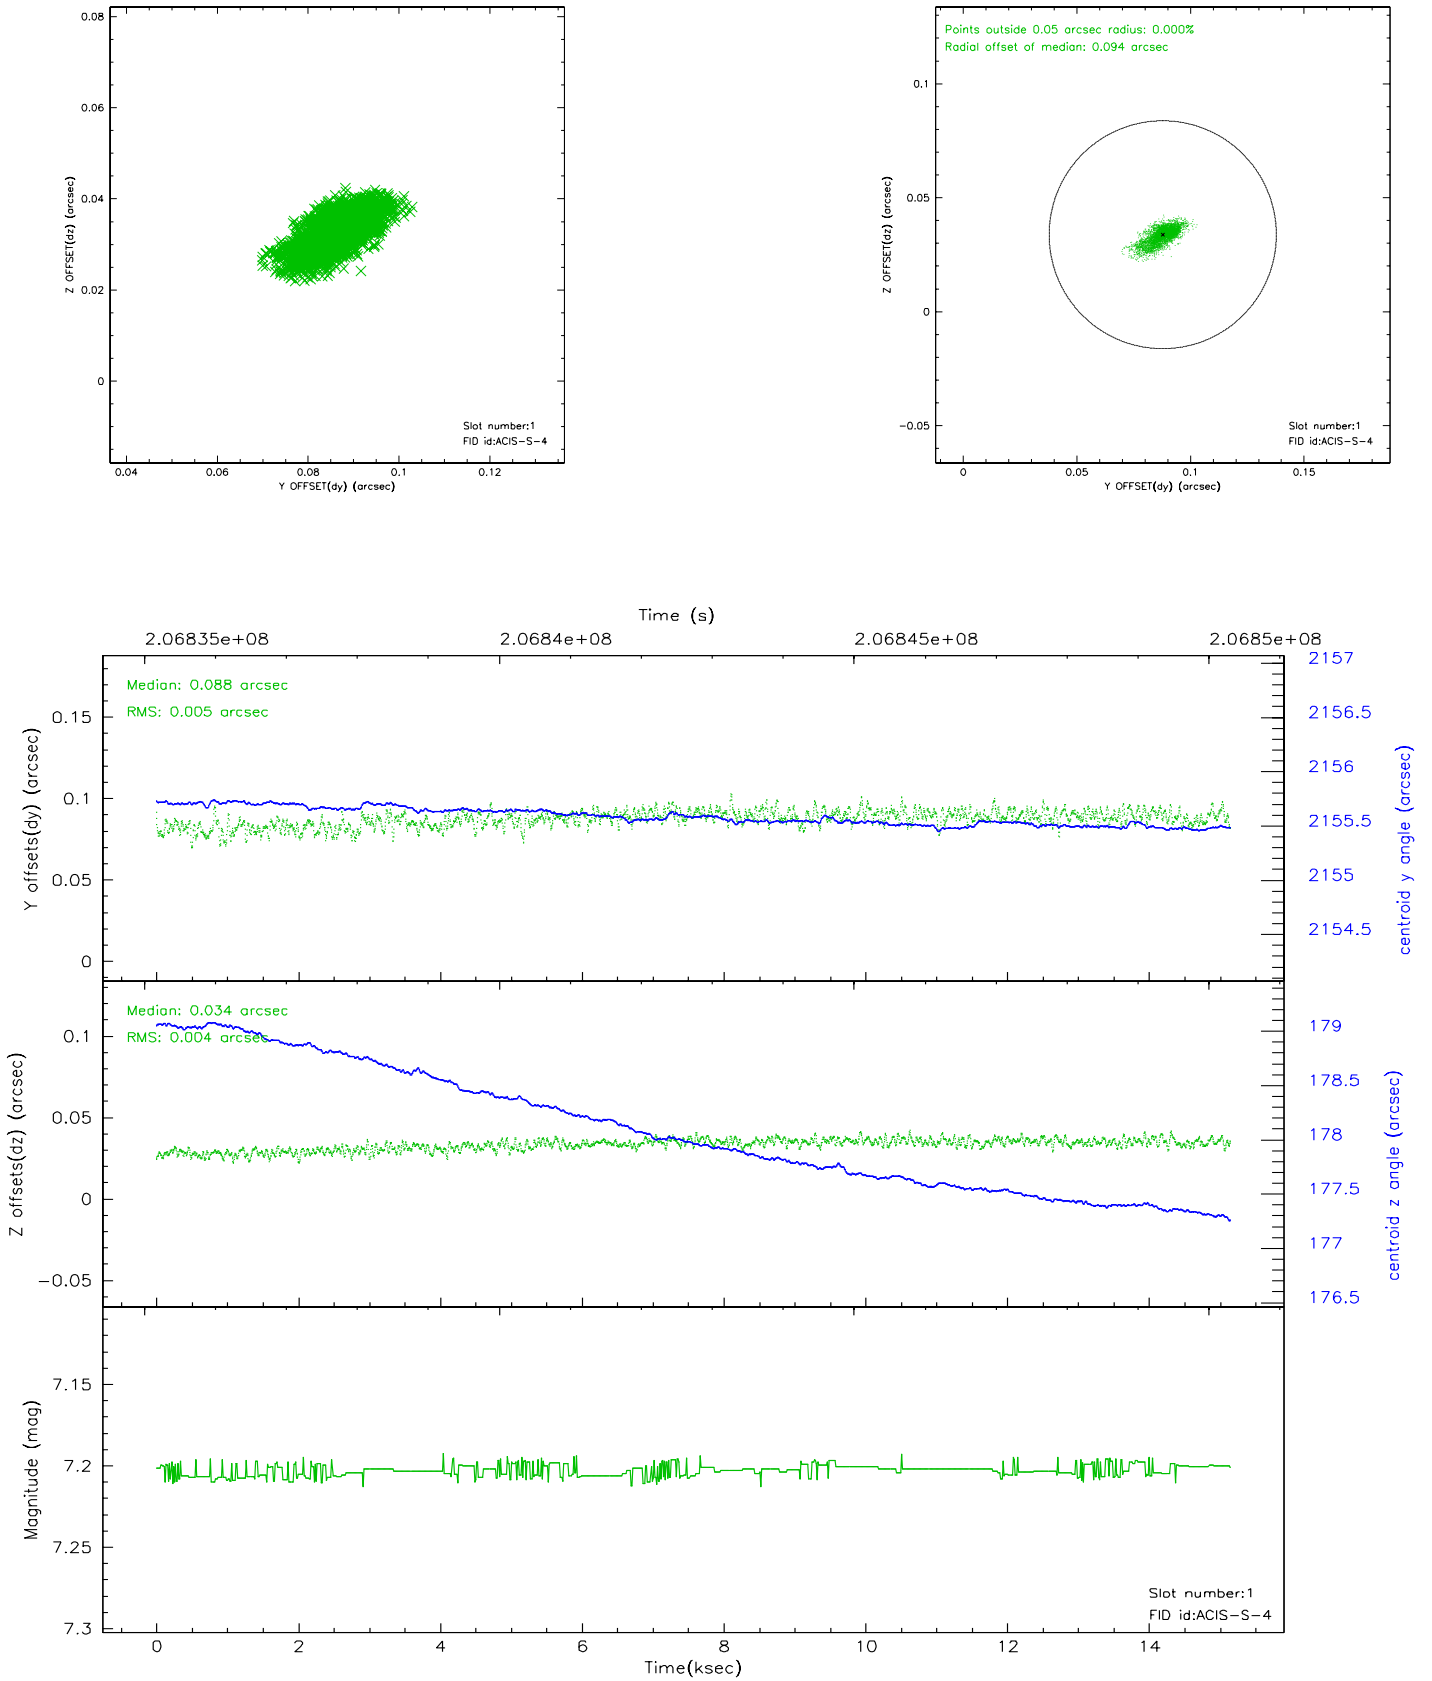 0.08
0.06
0.04
0.02
0
Z OFFSET(dz) (arcsec)
Slot number:1
FID id:ACIS-S-4
0.04 0.06 0.08 0.1 0.12
Y OFFSET(dy) (arcsec)
Points outside 0.05 arcsec radius: 0.000%
Radial offset of median: 0.094 arcsec
0.1
0.05
0
-0.05
Z OFFSET(dz) (arcsec)
Slot number:1
FID id:ACIS-S-4
0 0.05 0.1 0.15
Y OFFSET(dy) (arcsec)
Time (s)
2.06835e+08 2.0684e+08 2.06845e+08 2.0685e+08
Median: 0.088 arcsec
RMS: 0.005 arcsec
0.15
0.1
0.05
0
Y offsets(dy) (arcsec)
2157
2156.5
2156
2155.5
2155
2154.5
centroid y angle (arcsec)
Median: 0.034 arcsec
RMS: 0.004 arcsec
0.1
0.05
0
-0.05
Z offsets(dz) (arcsec)
179
178.5
178
177.5
177
176.5
centroid z angle (arcsec)
7.15
7.2
7.25
7.3
Magnitude (mag)
Slot number:1
FID id:ACIS-S-4
0 2 4 6 8 10 12 14
Time(ksec)